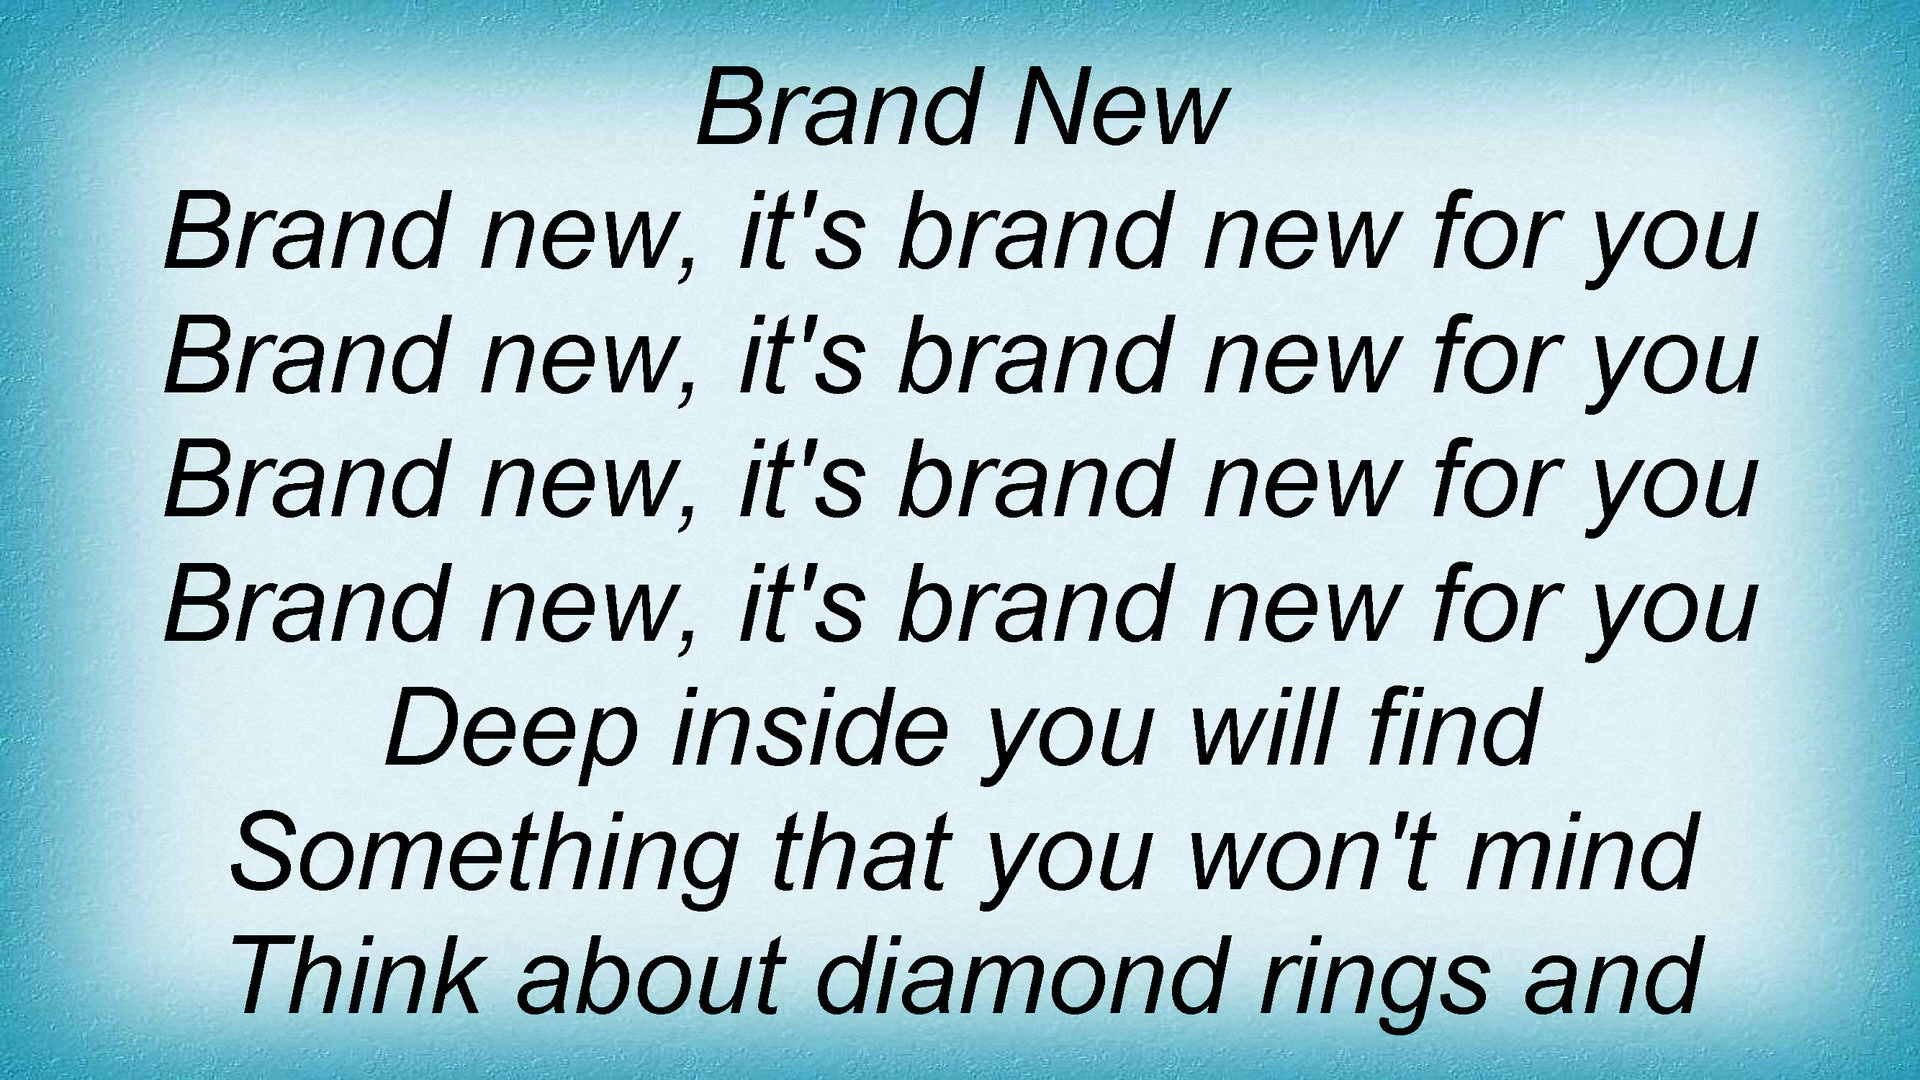 Brand New
Brand new, it's brand new for you
Brand new, it's brand new for you
Brand new, it's brand new for you
Brand new, it's brand new for you
Deep inside you will find
Something that you won't mind
Think about diamond rings and